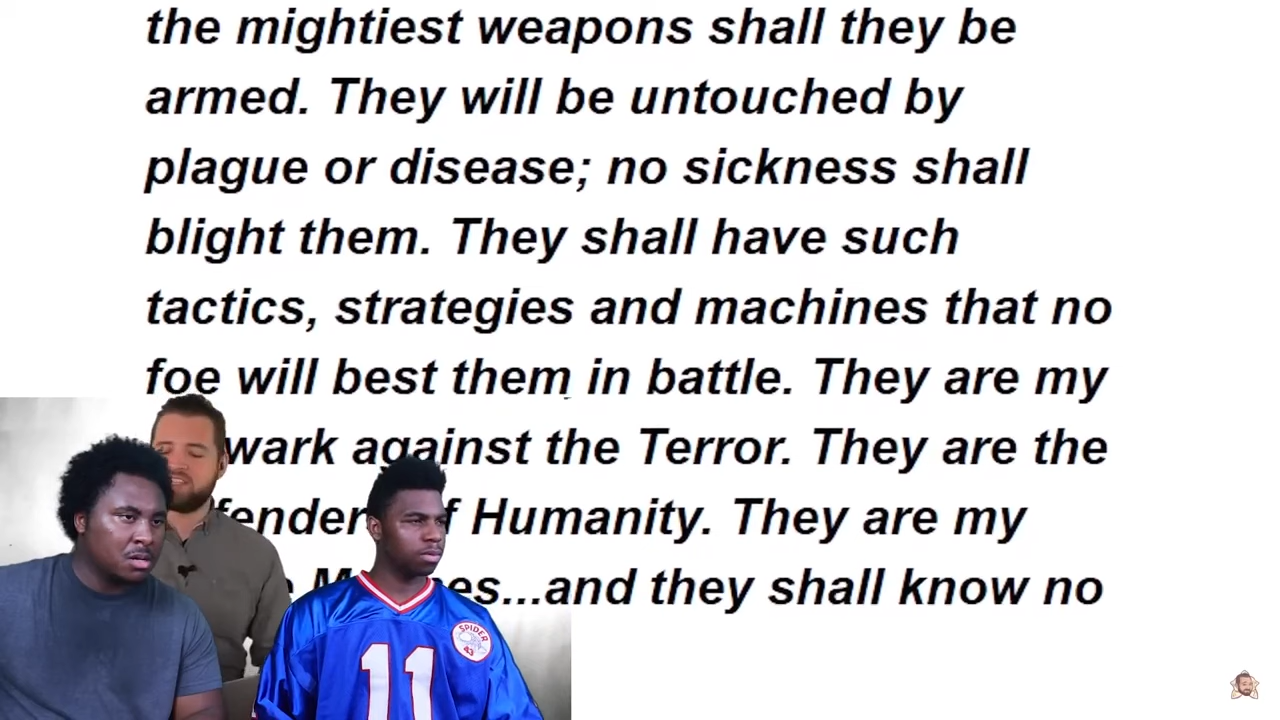 the mightiest weapons shall they be
armed. They will be untouched by
plague or disease; no sickness shall
blight them. They shall have such
tactics, strategies and machines that no
foe will best them in battle. They are my
against the Terror. They are the
Humanity. They are my
...and they shall know no
SPIDER
43
11